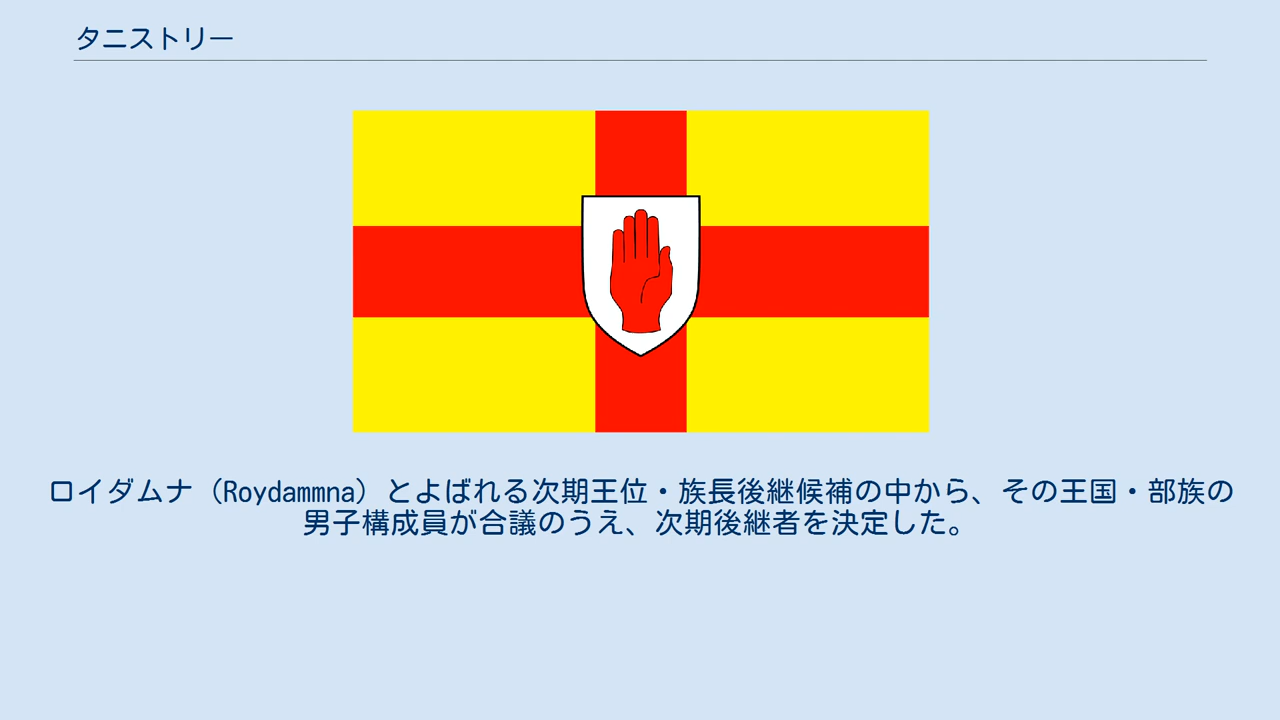 タニストリー
ロイダムナ（Roydammna）とよばれる次期王位・族長後継候補の中から、その王国・部族の
男子構成員が合議のうえ、次期後継者を決定した。